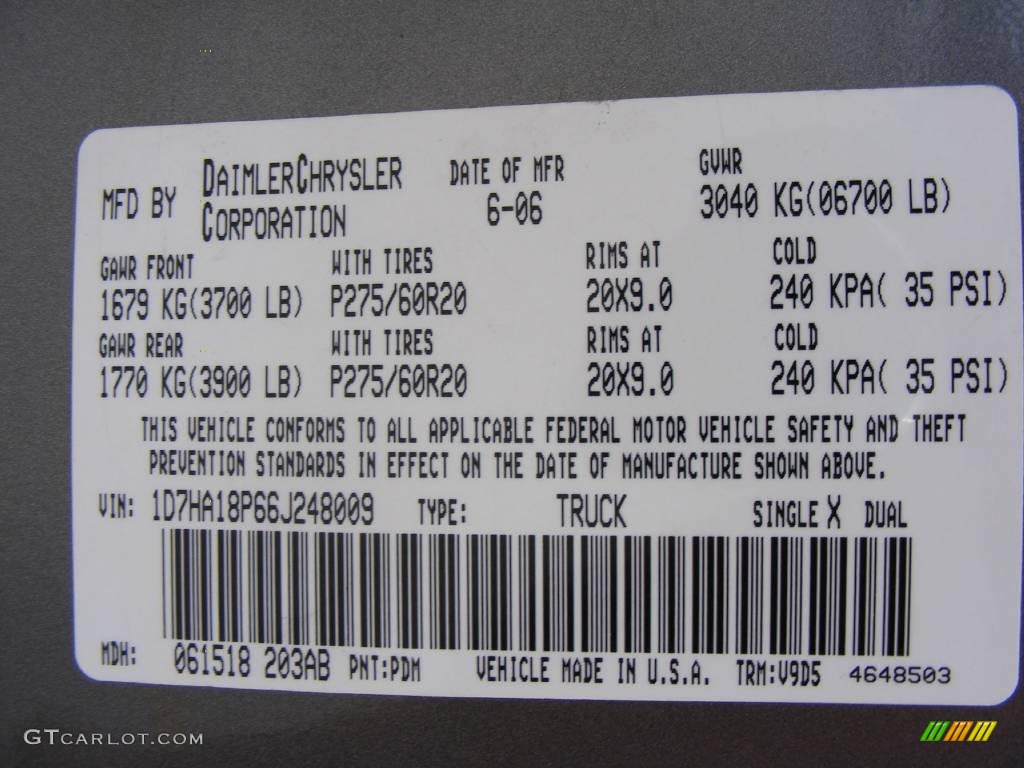 MFD BY DAIMLERCHRYSLER CORPORATION DATE OF MFR 6-06 GVWR 3040 KG(06700 LB)
GAWR FRONT WITH TIRES RIMS AT COLD
1679 KG(3700 LB) P275/60R20 20X9.0 240 KPA( 35 PSI)
GAWR REAR WITH TIRES RIMS AT COLD
1770 KG(3900 LB) P275/60R20 20X9.0 240 KPA( 35 PSI)
THIS VEHICLE CONFORMS TO ALL APPLICABLE FEDERAL MOTOR VEHICLE SAFETY AND THEFT
PREVENTION STANDARDS IN EFFECT ON THE DATE OF MANUFACTURE SHOWN ABOVE.
VIN: 1D7HA18P66J248009 TYPE: TRUCK SINGLE X DUAL
MDH: 061518 203AB PNT:PDM VEHICLE MADE IN U.S.A. TRM:V9D5 4648503
GTCARLOT.COM